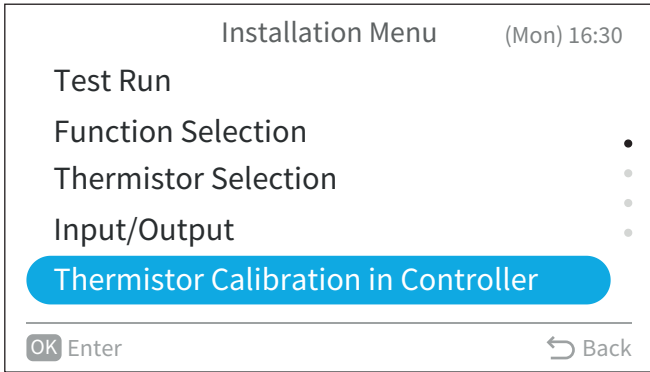 Installation Menu (Mon) 16:30
Test Run
Function Selection
Thermistor Selection
Input/Output
Thermistor Calibration in Controller
OK Enter Back